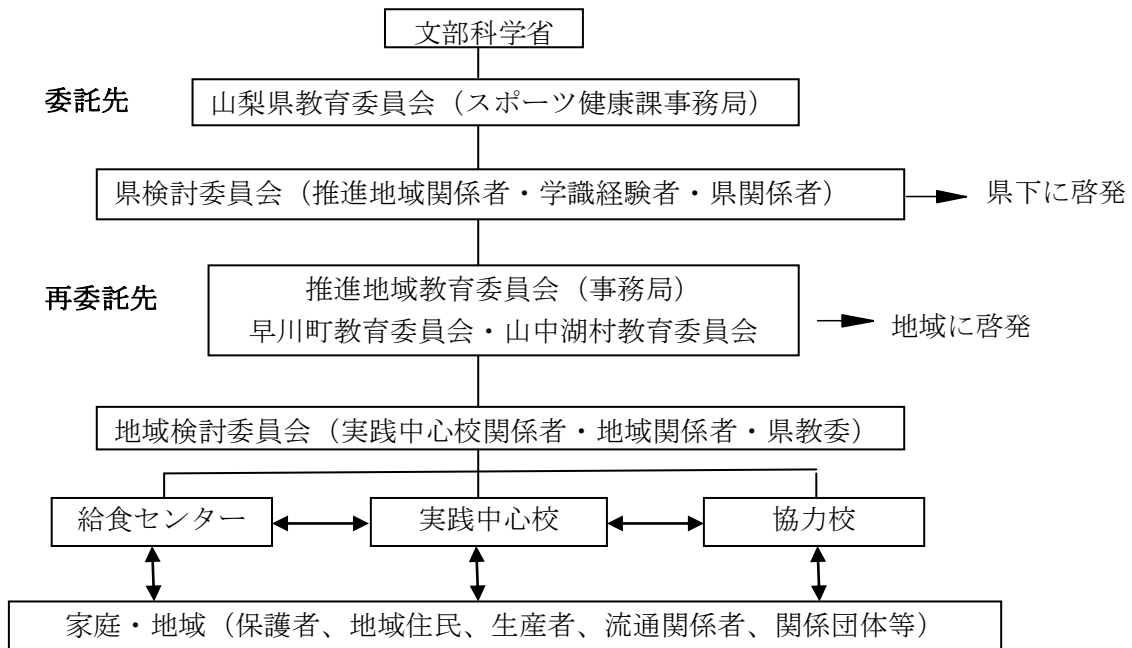 文部科学省
委託先
山梨県教育委員会（スポーツ健康課事務局）
県検討委員会（推進地域関係者・学識経験者・県関係者）
県下に啓発
再委託先
推進地域教育委員会（事務局）
早川町教育委員会・山中湖村教育委員会
地域に啓発
地域検討委員会（実践中心校関係者・地域関係者・県教委）
給食センター
実践中心校
協力校
家庭・地域（保護者、地域住民、生産者、流通関係者、関係団体等）